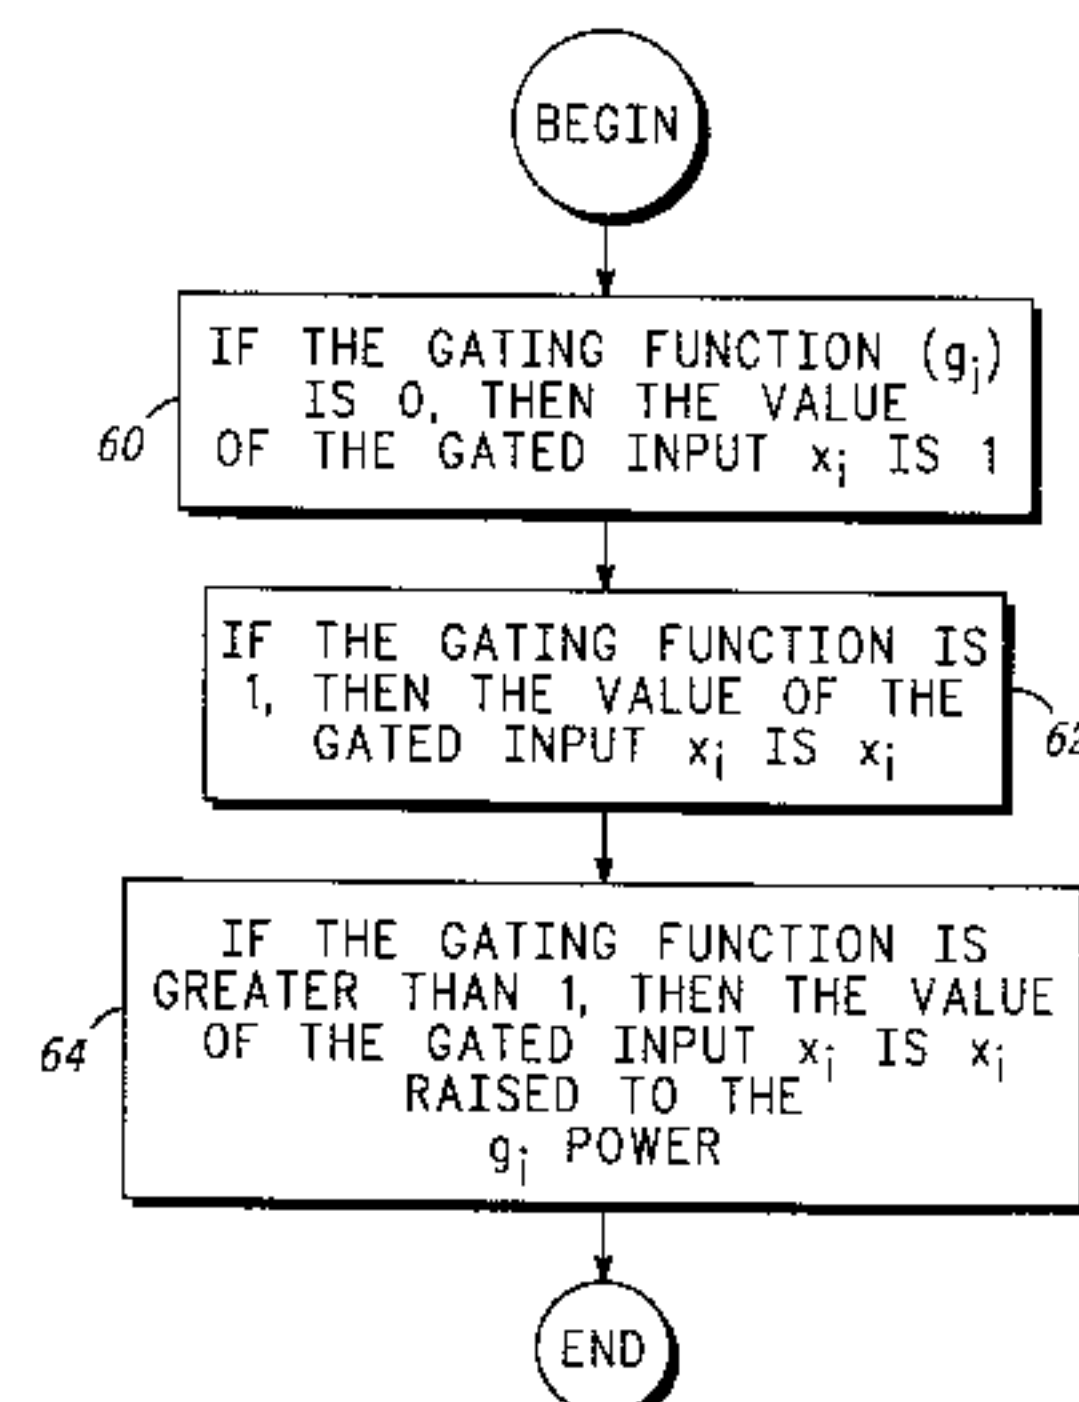 BEGIN
IF THE GATING FUNCTION (gi)
IS 0, THEN THE VALUE
OF THE GATED INPUT xi IS 1
60
IF THE GATING FUNCTION IS
1, THEN THE VALUE OF THE
GATED INPUT xi IS xi
62
IF THE GATING FUNCTION IS
GREATER THAN 1, THEN THE VALUE
OF THE GATED INPUT xi IS xi
RAISED TO THE
gi POWER
64
END